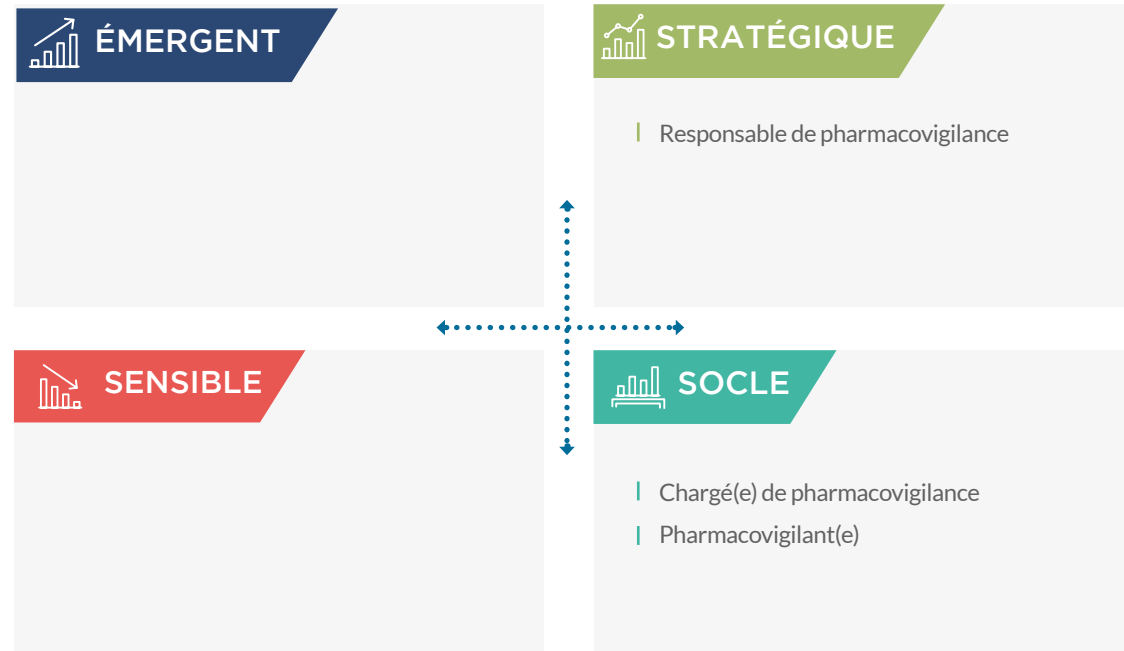 ÉMERGENT
STRATÉGIQUE
Responsable de pharmacovigilance
SENSIBLE
SOCLE
Chargé(e) de pharmacovigilance
Pharmacovigilant(e)